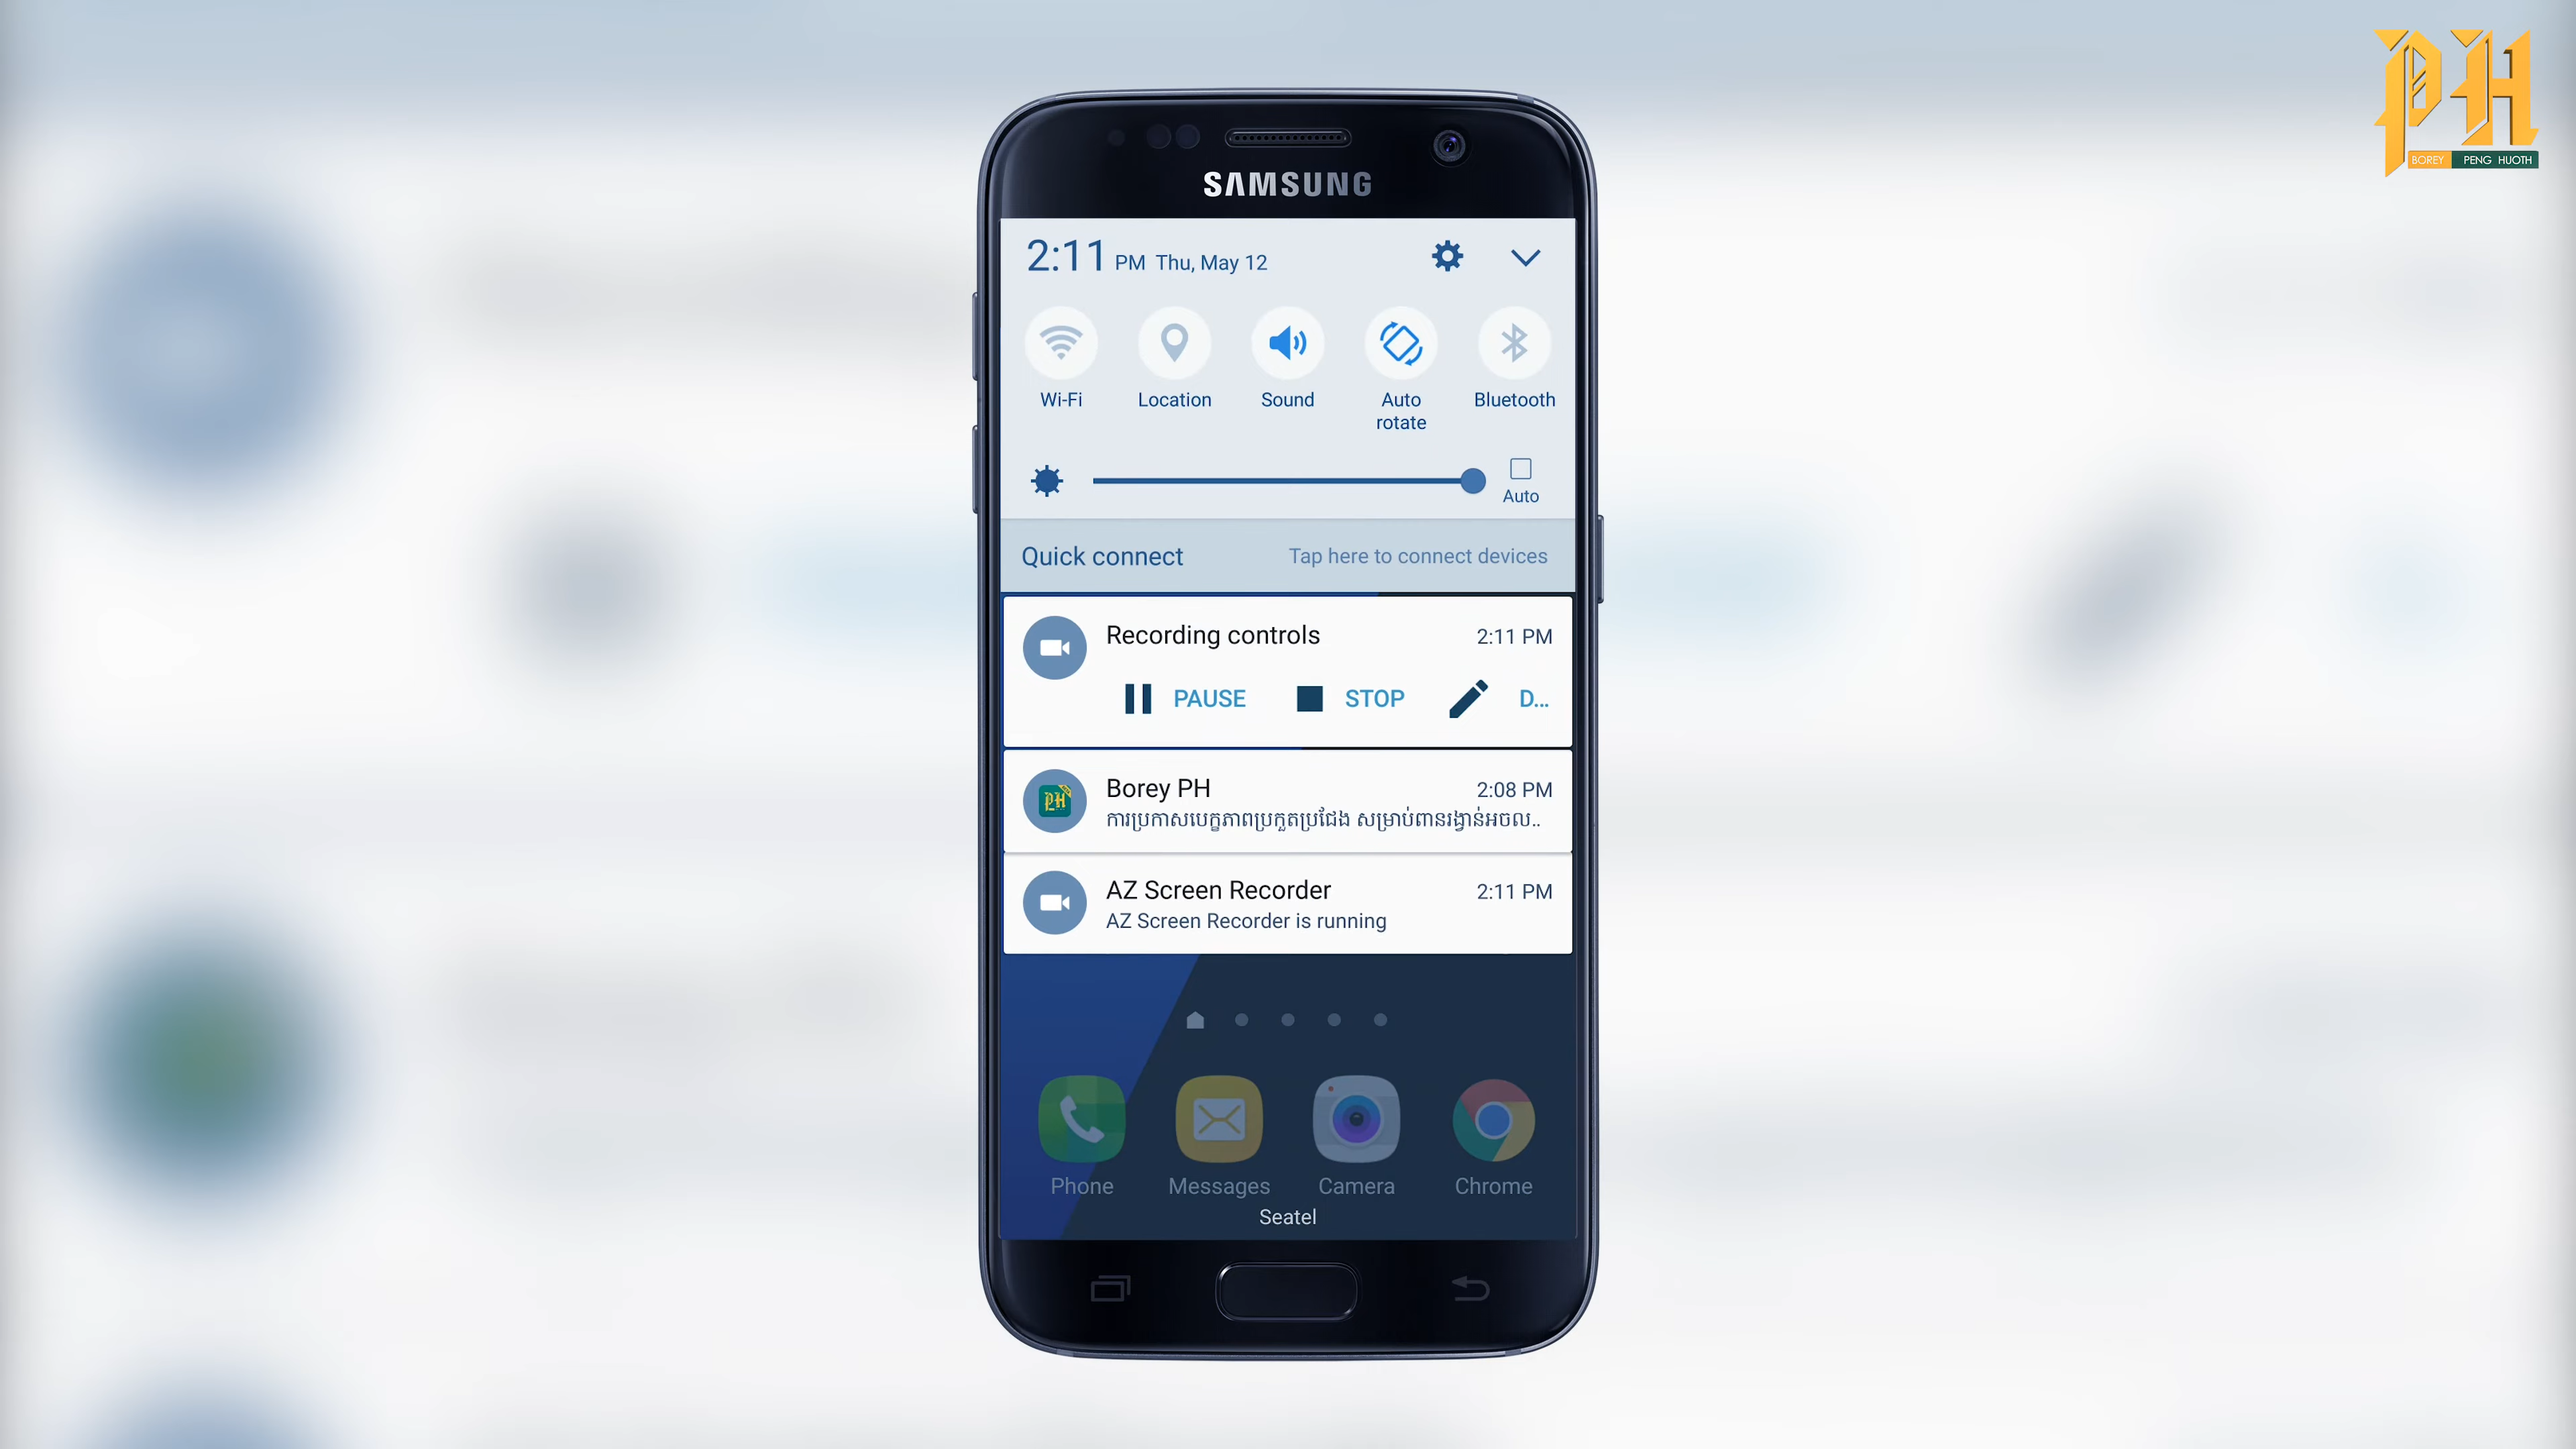 PH
BOREY PENG HUOTH
SAMSUNG
2:11 PM Thu, May 12
Wi-Fi Location Sound Auto rotate Bluetooth
Auto
Quick connect Tap here to connect devices
Recording controls 2:11 PM
PAUSE STOP D...
PH
Borey PH 2:08 PM
ការប្រកាសបេក្ខភាពប្រកួតប្រជែង សម្រាប់ពានរង្វាន់អចល..
AZ Screen Recorder 2:11 PM
AZ Screen Recorder is running
Phone Messages Camera Chrome
Seatel